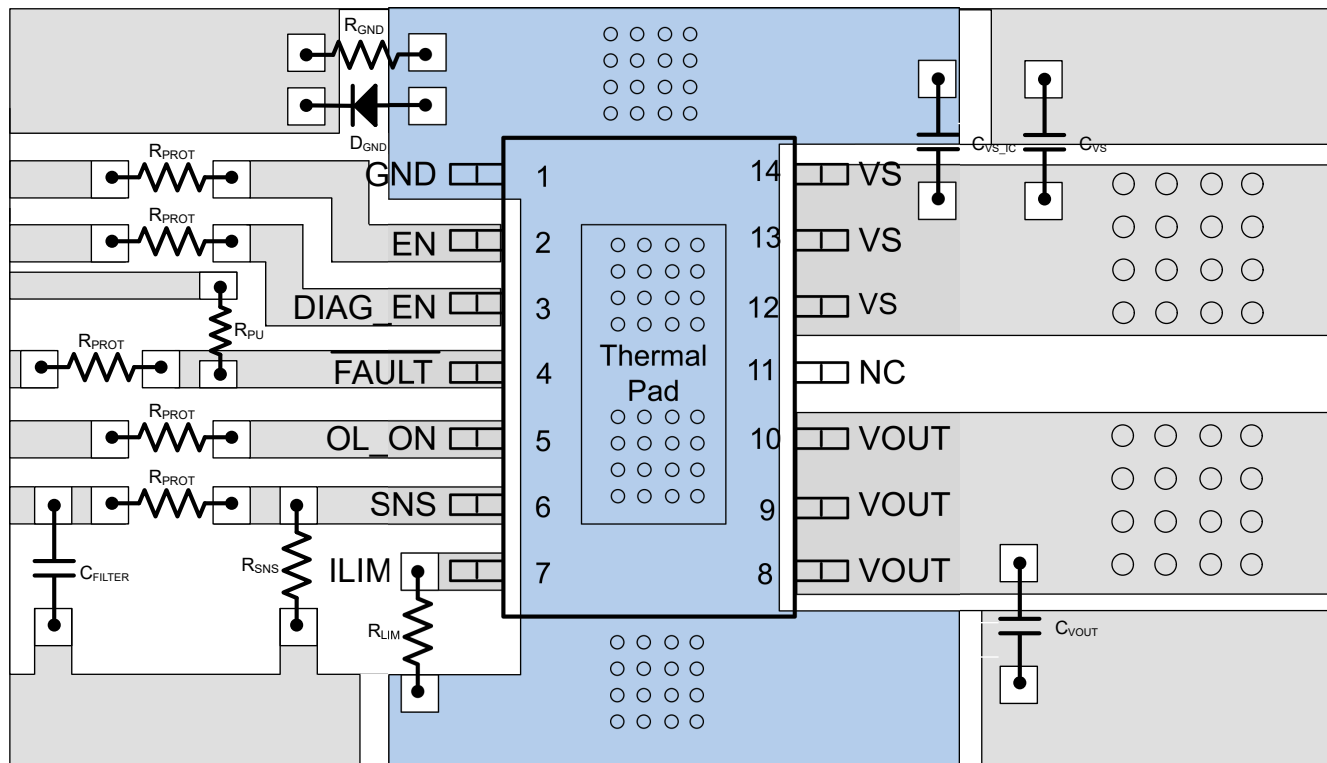 RGND
DGND
CVS_IC
CVS
RPROT
GND
1
14
VS
RPROT
EN
2
13
VS
DIAG_EN
3
12
VS
RPU
RPROT
FAULT
4
Thermal
Pad
11
NC
RPROT
OL_ON
5
10
VOUT
RPROT
SNS
6
9
VOUT
CFILTER
RSNS
ILIM
7
8
VOUT
RLIM
CVOUT